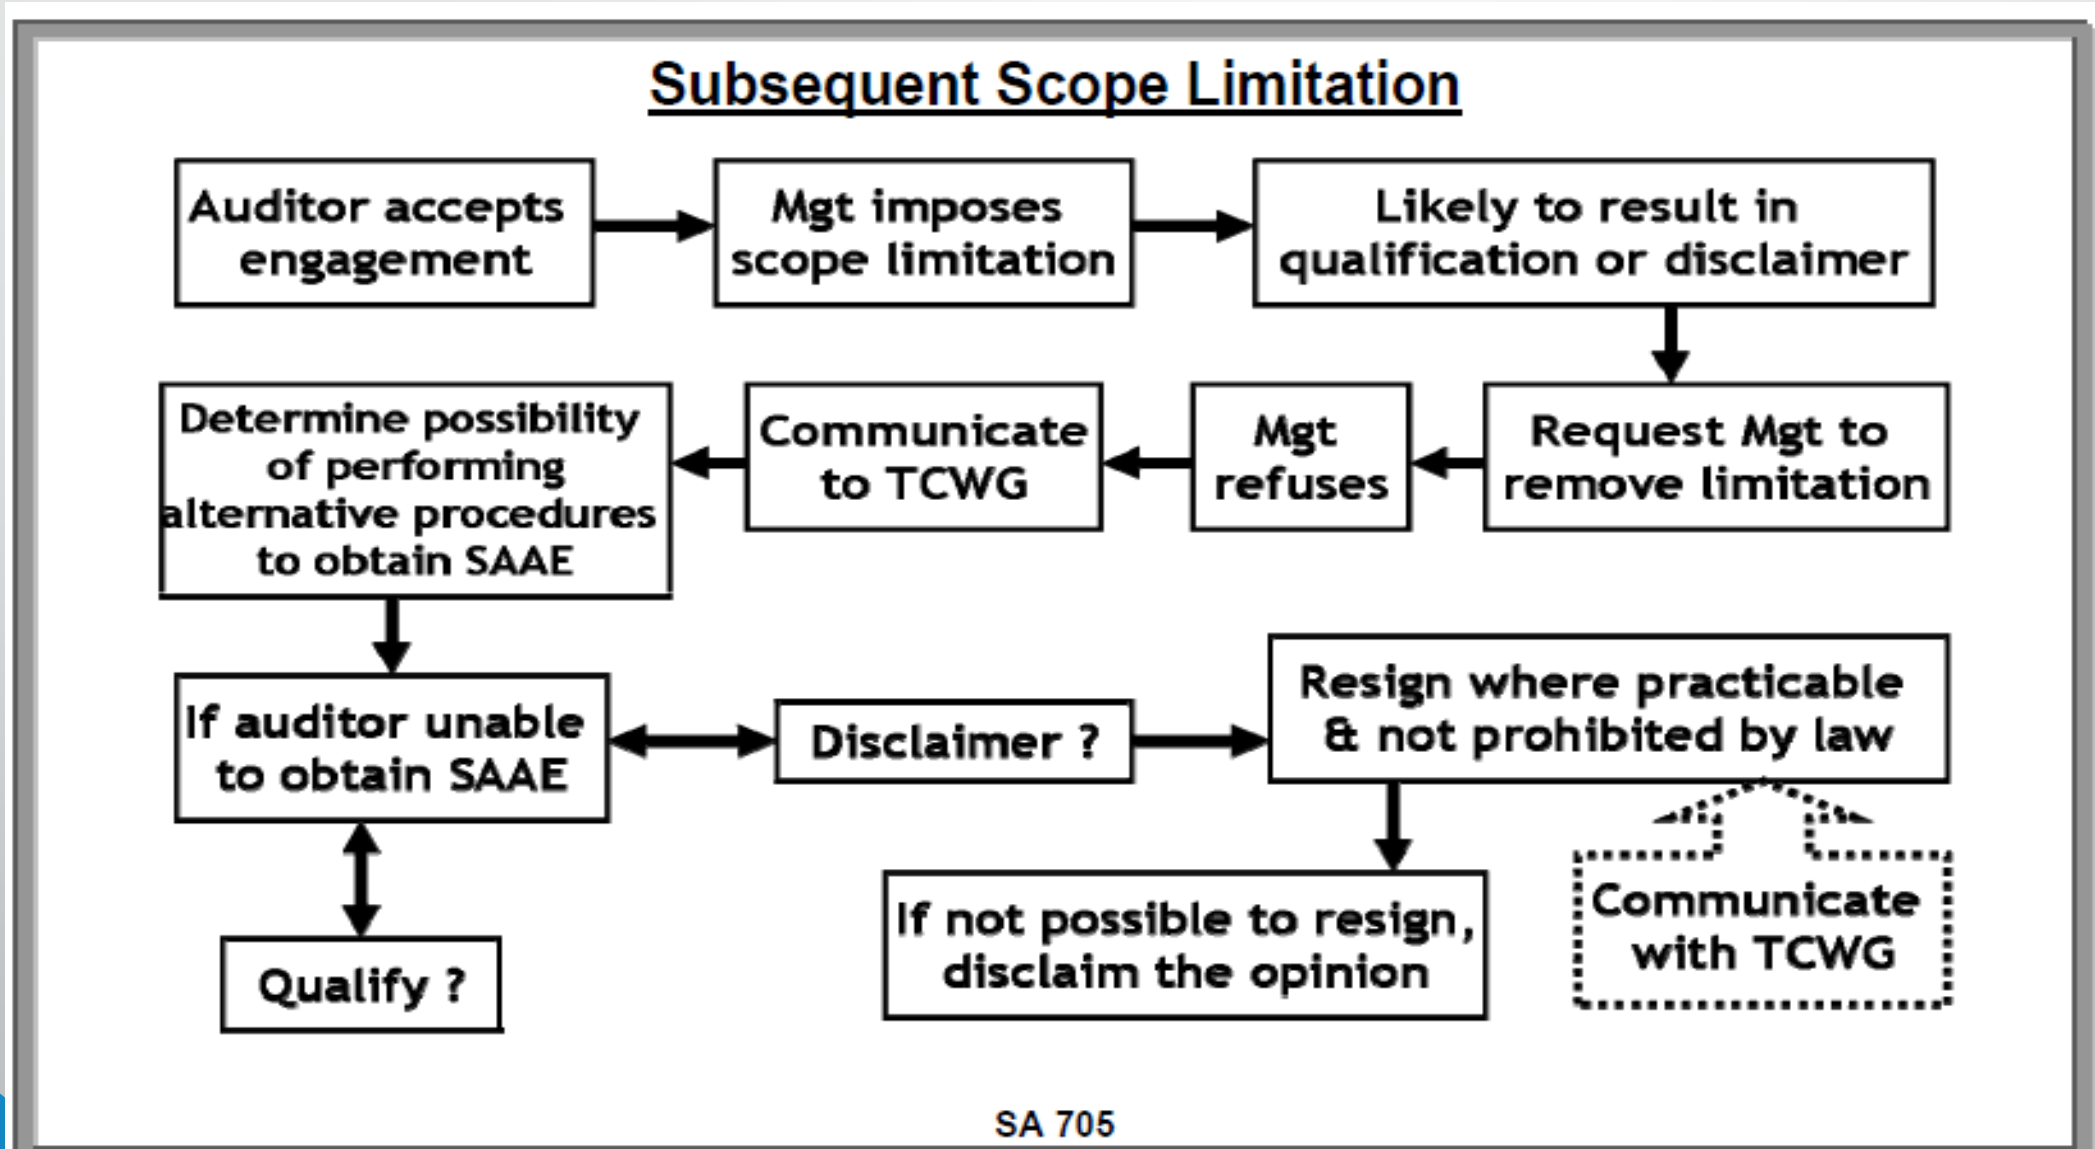 Subsequent Scope Limitation
Auditor accepts
engagement
Mgt imposes
scope limitation
Likely to result in
qualification or disclaimer
Request Mgt to
remove limitation
Mgt
refuses
Communicate
to TCWG
Determine possibility
of performing
alternative procedures
to obtain SAAE
If auditor unable
to obtain SAAE
Disclaimer ?
Resign where practicable
& not prohibited by law
Qualify ?
If not possible to resign,
disclaim the opinion
Communicate
with TCWG
SA 705